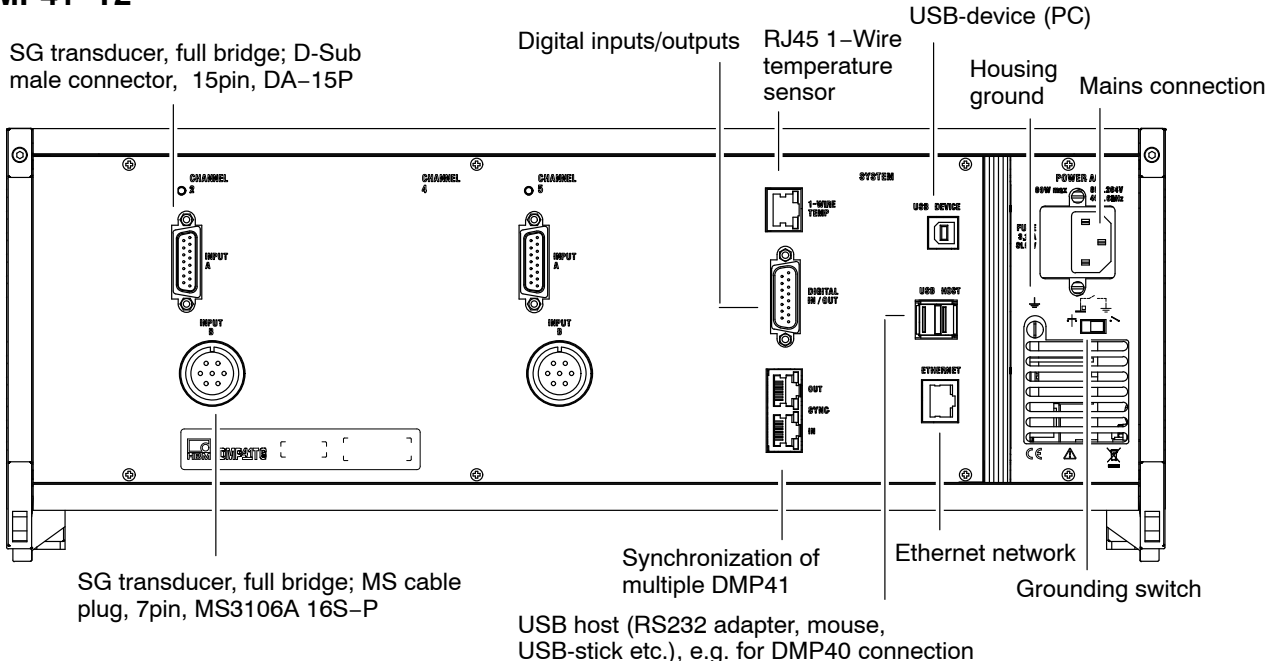 USB-device (PC)
SG transducer, full bridge; D-Sub
male connector, 15pin, DA-15P
Digital inputs/outputs
RJ45 1-Wire
temperature
sensor
Housing
ground
Mains connection
CHANNEL
2
CHANNEL
4
CHANNEL
5
SYSTEM
POWER
1-WIRE
TEMP
USB DEVICE
INPUT
A
INPUT
A
DIGITAL
IN/OUT
USB HOST
INPUT
B
INPUT
B
ETHERNET
OUT
SYNC
IN
HBM
CE
SG transducer, full bridge; MS cable
plug, 7pin, MS3106A 16S-P
Synchronization of
multiple DMP41
Ethernet network
Grounding switch
USB host (RS232 adapter, mouse,
USB-stick etc.), e.g. for DMP40 connection